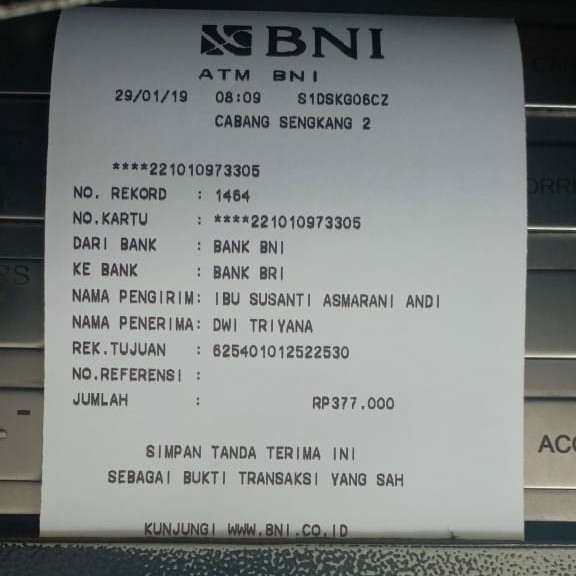 BNI
ATM BNI
29/01/19 08:09 S1DSKG06CZ
CABANG SENGKANG 2
****221010973305
NO. REKORD : 1464
NO.KARTU : ****221010973305
DARI BANK : BANK BNI
KE BANK : BANK BRI
NAMA PENGIRIM: IBU SUSANTI ASMARANI ANDI
NAMA PENERIMA: DWI TRIYANA
REK.TUJUAN : 625401012522530
NO.REFERENSI :
JUMLAH : RP377.000
SIMPAN TANDA TERIMA INI
SEBAGAI BUKTI TRANSAKSI YANG SAH
KUNJUNGI WWW.BNI.CO.ID